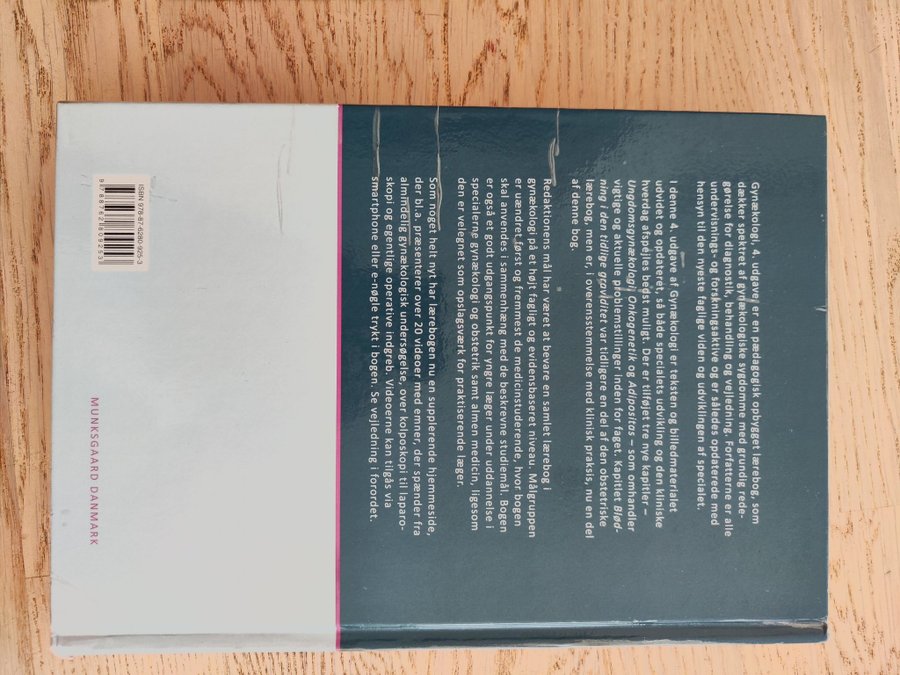 Gynækologi, 4. udgave, er en pædagogisk opbygget lærebog, som
dækker spektret af gynækologiske sygdomme med grundig rede-
gørelse for diagnostik, behandling og vejledning. Forfatterne er alle
undervisnings- og forskningsaktive og er således opdaterede med
hensyn til den nyeste faglige viden og udviklingen af specialet.
I denne 4. udgave af Gynækologi er teksten og billedmaterialet
udvidet og opdateret, så både specialets udvikling og den kliniske
hverdag afspejles bedst muligt. Der er tilføjet tre nye kapitler –
Ungdomsgynækologi, Onkogenetik og Adipositas – som omhandler
vigtige og aktuelle problemstillinger inden for faget. Kapitlet Blød-
ning i den tidlige graviditet var tidligere en del af den obstetriske
lærebog, men er, i overensstemmelse med klinisk praksis, nu en del
af denne bog.
Redaktionens mål har været at bevare en samlet lærebog i
gynækologi på et højt fagligt og evidensbaseret niveau. Målgruppen
er uændret først og fremmest de medicinstuderende, hvor bogen
skal anvendes i sammenhæng med de beskrevne studiemål. Bogen
er også et godt udgangspunkt for yngre læger under uddannelse i
specialerne gynækologi og obstetrik samt almen medicin, ligesom
den er velegnet som opslagsværk for praktiserende læger.
Som noget helt nyt har lærebogen nu en supplerende hjemmeside,
der bl.a. præsenterer over 20 videoer med emner, der spænder fra
almindelig gynækologisk undersøgelse, over kolposkopi til laparo-
skopi og egentlige operative indgreb. Videoerne kan tilgås via
smartphone eller e-nøgle trykt i bogen. Se vejledning i forordet.
ISBN 978-87-6280-925-3
9 788762 809253
MUNKSGAARD DANMARK